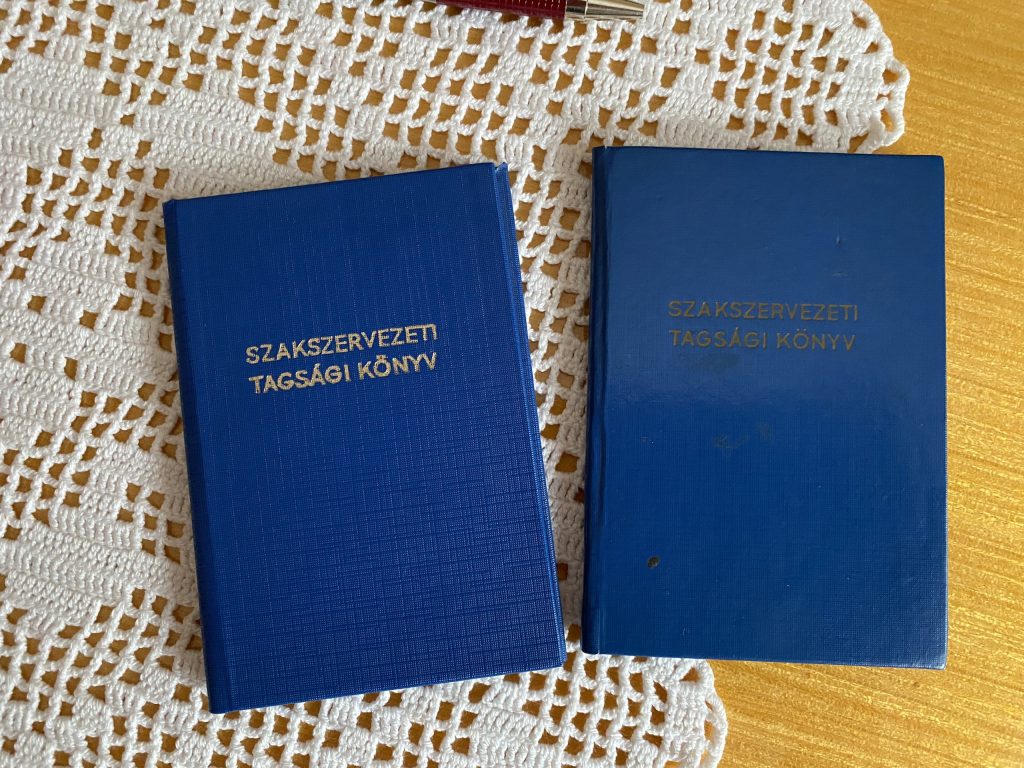 SZAKSZERVEZETI
TAGSÁGI KÖNYV
SZAKSZERVEZETI
TAGSÁGI KÖNYV